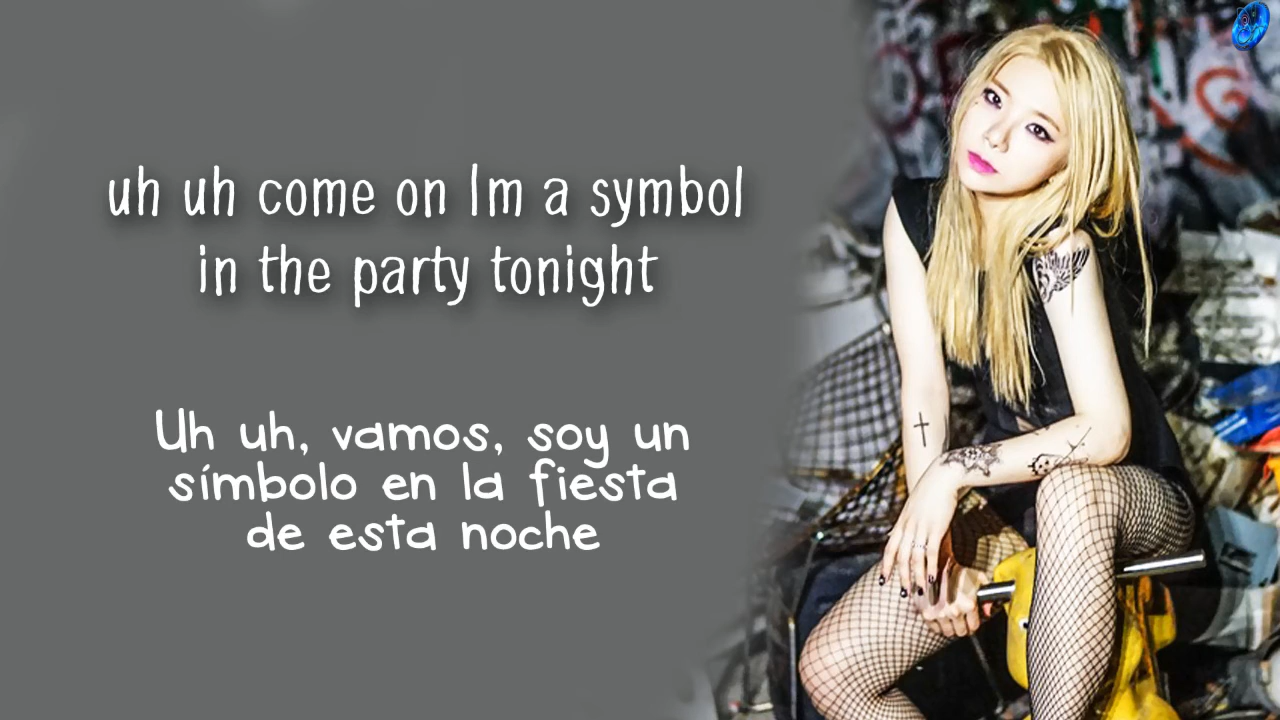 uh uh come on Im a symbol
in the party tonight
Uh uh, vamos, soy un
símbolo en la fiesta
de esta noche